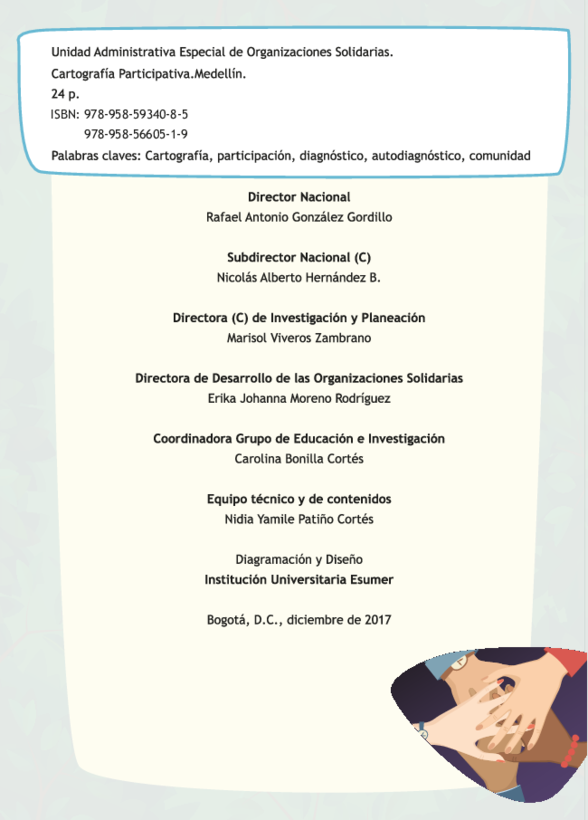 Unidad Administrativa Especial de Organizaciones Solidarias.
Cartografía Participativa.Medellín.
24 p.
ISBN: 978-958-59340-8-5
978-958-56605-1-9
Palabras claves: Cartografía, participación, diagnóstico, autodiagnóstico, comunidad
Director Nacional
Rafael Antonio González Gordillo
Subdirector Nacional (C)
Nicolás Alberto Hernández B.
Directora (C) de Investigación y Planeación
Marisol Viveros Zambrano
Directora de Desarrollo de las Organizaciones Solidarias
Erika Johanna Moreno Rodríguez
Coordinadora Grupo de Educación e Investigación
Carolina Bonilla Cortés
Equipo técnico y de contenidos
Nidia Yamile Patiño Cortés
Diagramación y Diseño
Institución Universitaria Esumer
Bogotá, D.C., diciembre de 2017